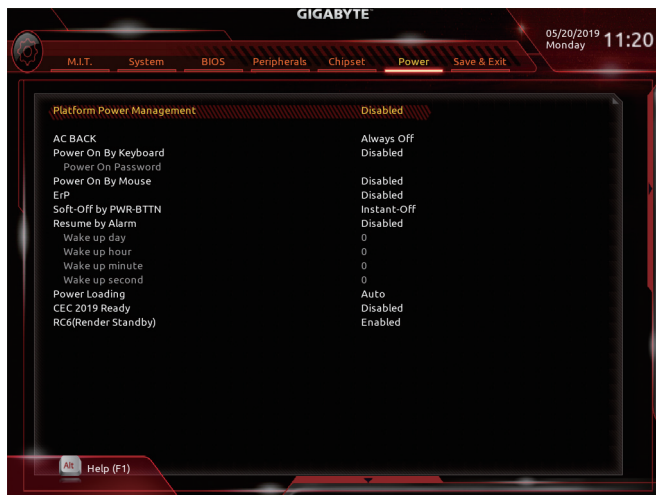 GIGABYTE™
05/20/2019
Monday
11:20
M.I.T. System BIOS Peripherals Chipset Power Save & Exit
Platform Power Management Disabled
AC BACK Always Off
Power On By Keyboard Disabled
Power On Password
Power On By Mouse Disabled
ErP Disabled
Soft-Off by PWR-BTTN Instant-Off
Resume by Alarm Disabled
Wake up day 0
Wake up hour 0
Wake up minute 0
Wake up second 0
Power Loading Auto
CEC 2019 Ready Disabled
RC6(Render Standby) Enabled
Alt Help (F1)